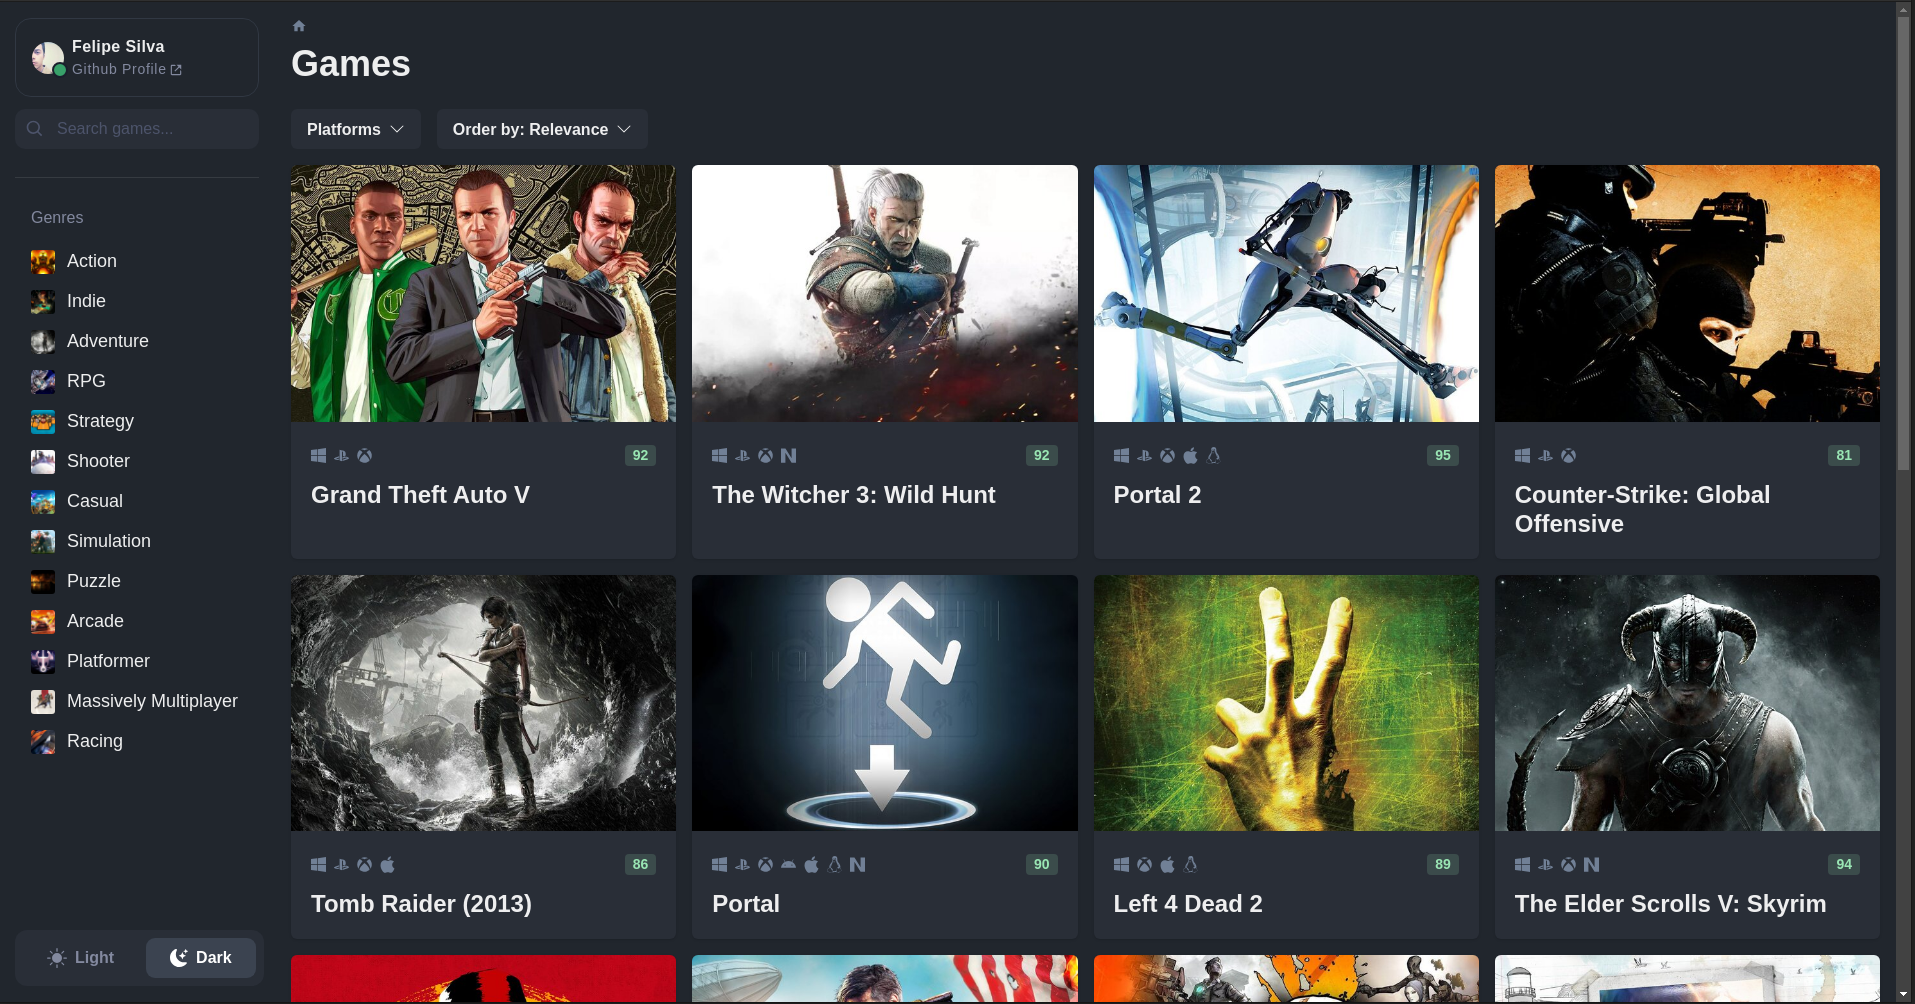 Felipe Silva
Github Profile
Search games...
Genres
Action
Indie
Adventure
RPG
Strategy
Shooter
Casual
Simulation
Puzzle
Arcade
Platformer
Massively Multiplayer
Racing
Light
Dark
Games
Platforms
Order by: Relevance
92
Grand Theft Auto V
92
The Witcher 3: Wild Hunt
95
Portal 2
81
Counter-Strike: Global
Offensive
86
Tomb Raider (2013)
90
Portal
89
Left 4 Dead 2
94
The Elder Scrolls V: Skyrim